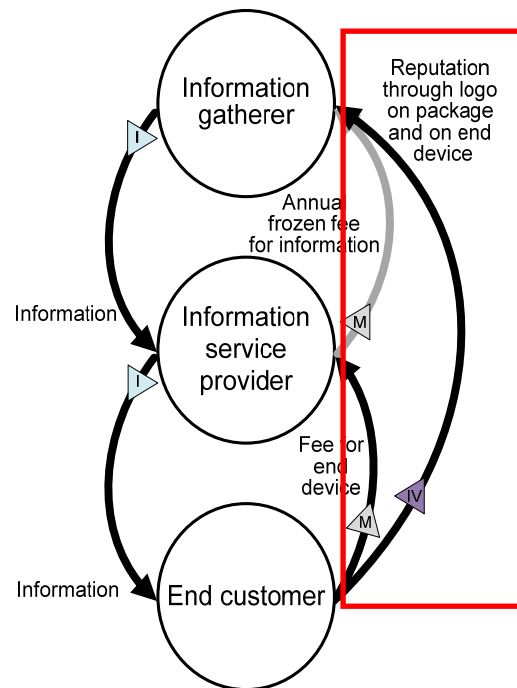 Information
gatherer
Reputation
through logo
on package
and on end
device
I
Annual
frozen fee
for information
Information
M
Information
service
provider
I
Fee for
end
device
IV
M
Information
End customer